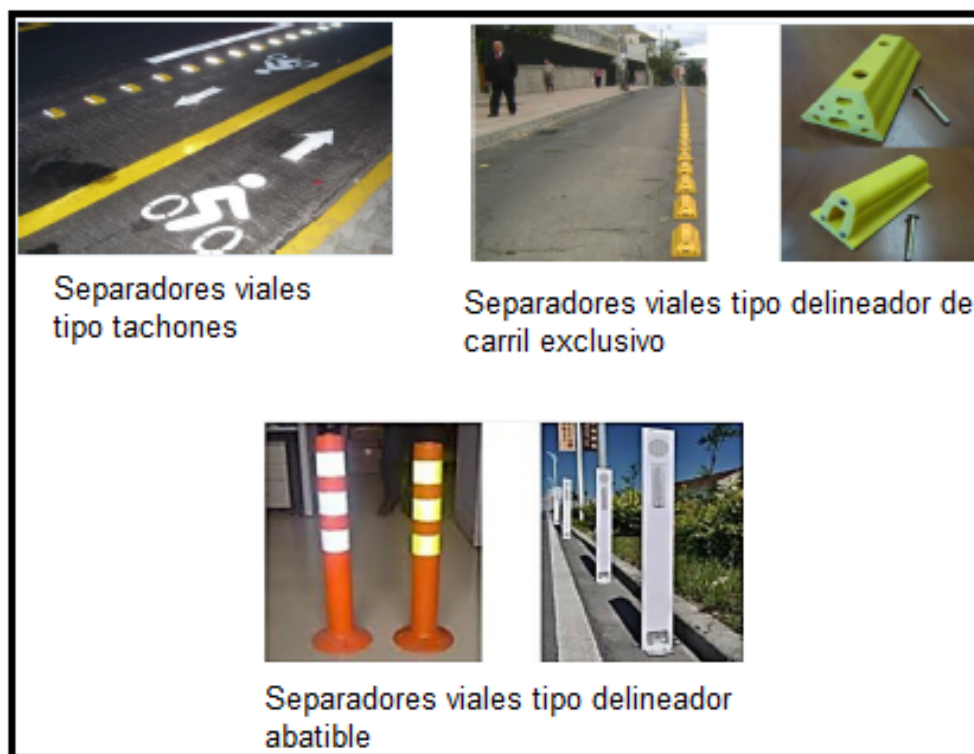 Separadores viales
tipo tachones
Separadores viales tipo delineador de
carril exclusivo
Separadores viales tipo delineador
abatible